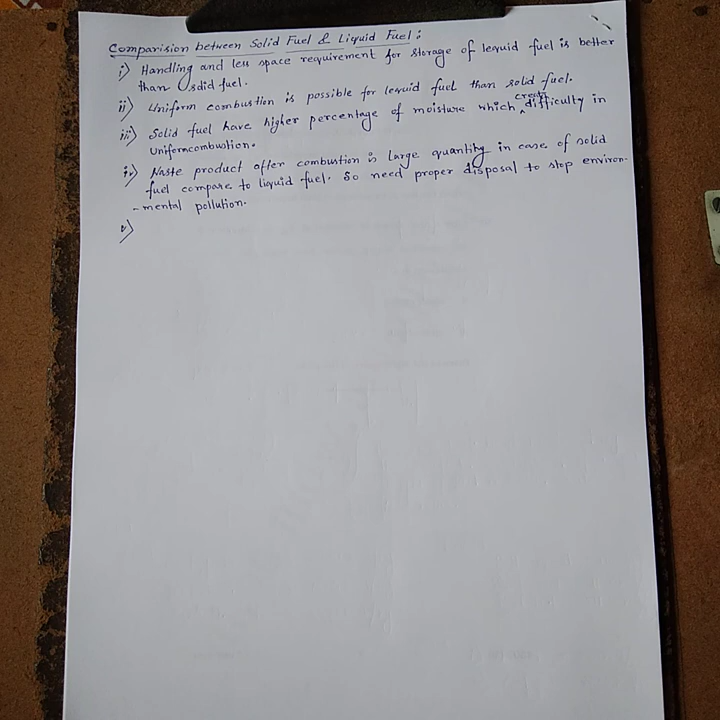 Comparision between Solid Fuel & Liquid Fuel :
i) Handling and less space requirement for storage of lequid fuel is better
than solid fuel.
ii) Uniform combustion is possible for lequid fuel than solid fuel.
iii) Solid fuel have higher percentage of moisture which create difficulty in
Uniformcombustion.
iv) Waste product after combustion is large quantity in case of solid
fuel compare to liquid fuel. So need proper disposal to stop environ-
-mental pollution.
v)